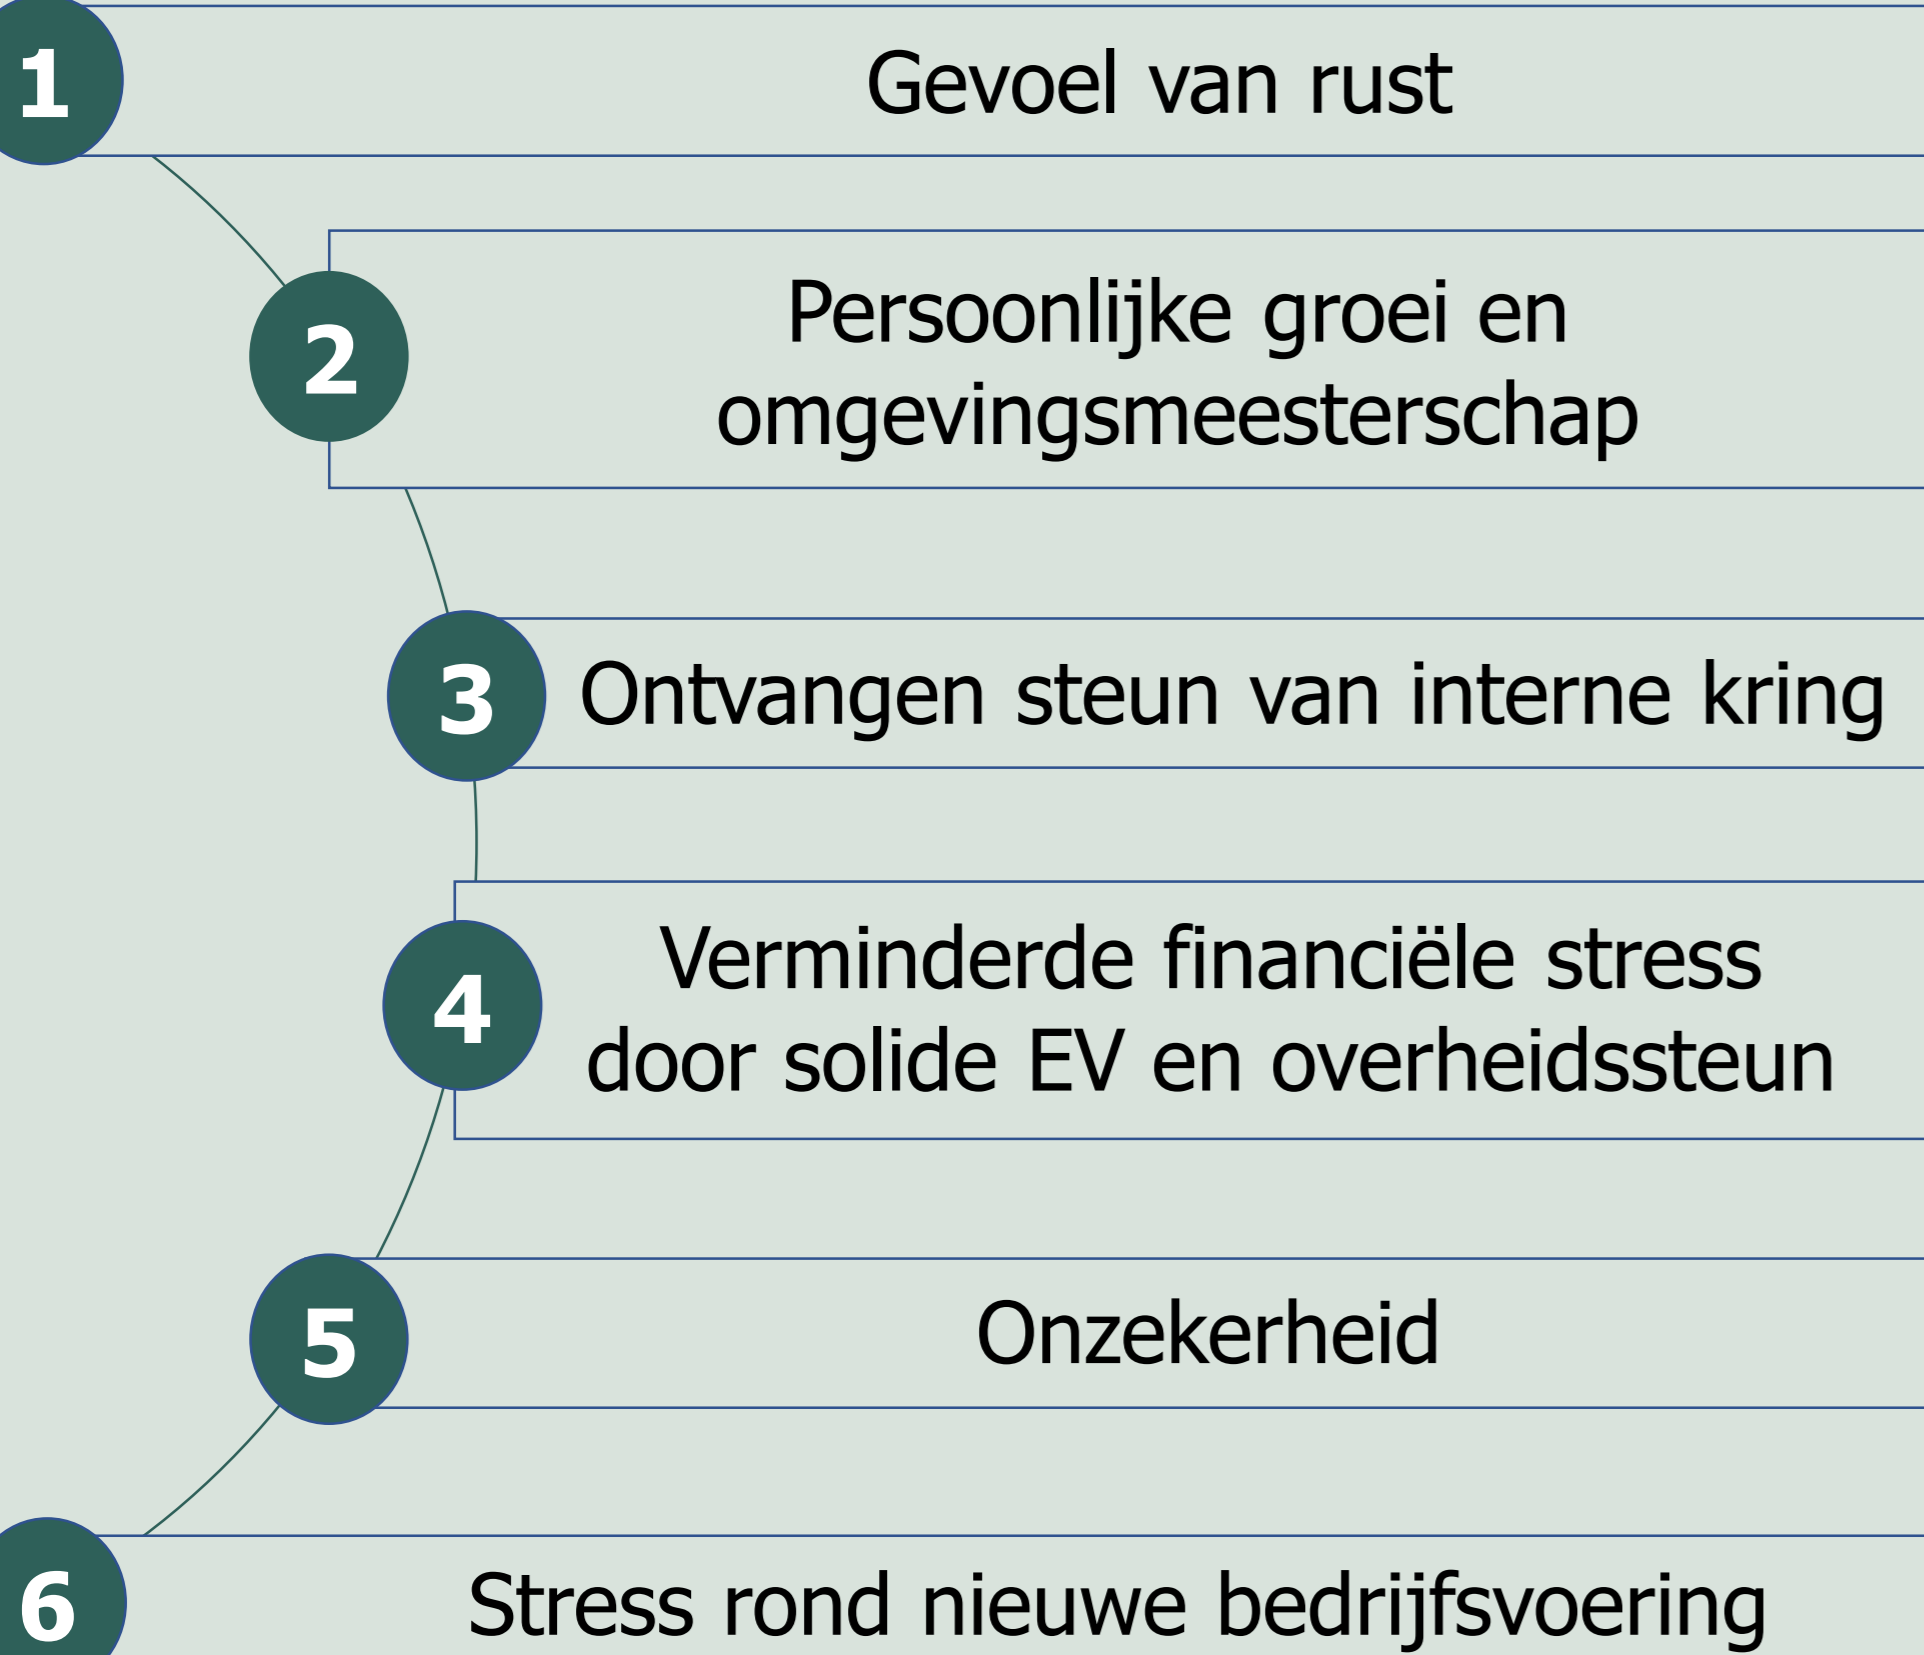 1 Gevoel van rust
2 Persoonlijke groei en
omgevingsmeesterschap
3 Ontvangen steun van interne kring
4 Verminderde financiële stress
door solide EV en overheidssteun
5 Onzekerheid
6 Stress rond nieuwe bedrijfsvoering